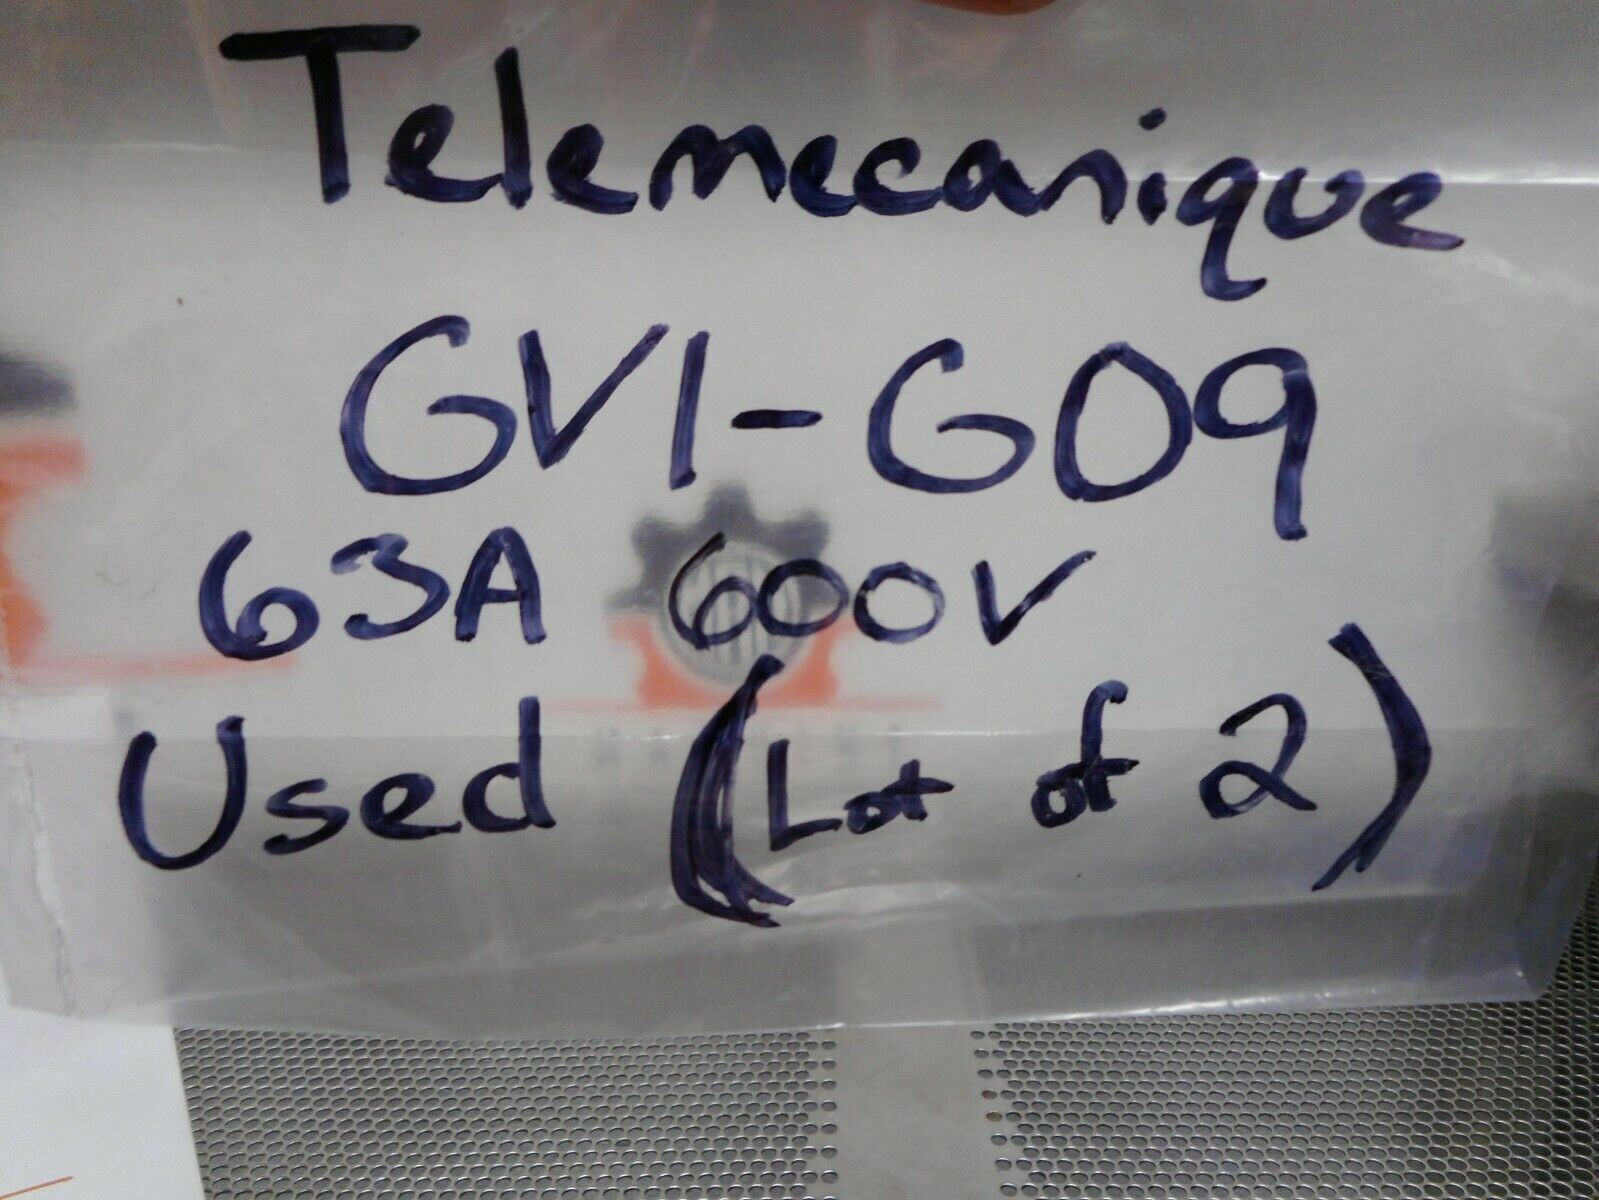 Telemecanique
GV1-G09
63A 600V
Used (Lot of 2)